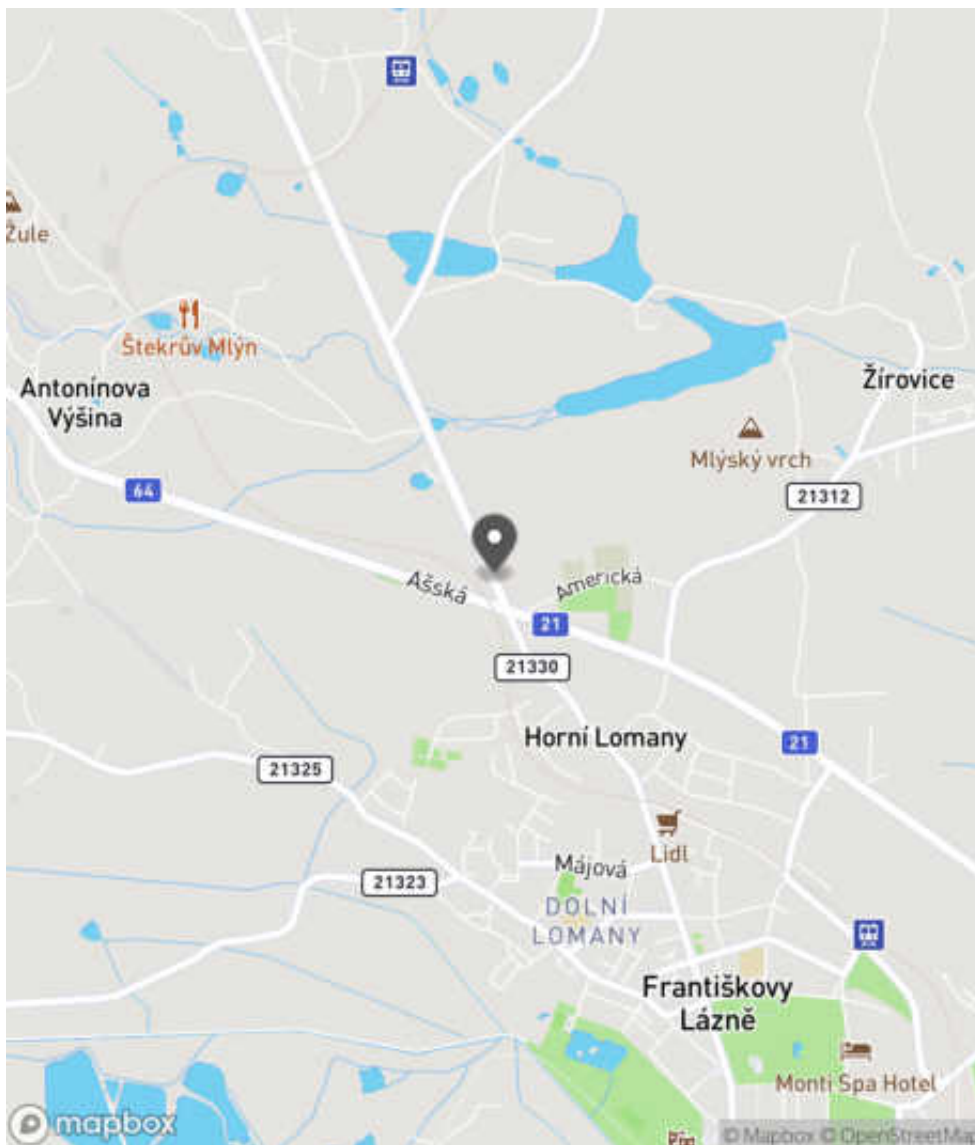 Žule
Štekrův Mlýn
Antonínova
Výšina
Žírovice
Mlýský vrch
64
21312
Ašská
Americká
21
21330
Horní Lomany
21
21325
Lidl
Májová
21323
DOLNÍ
LOMANY
Františkovy
Lázně
Monti Spa Hotel
mapbox
© Mapbox © OpenStreetMa